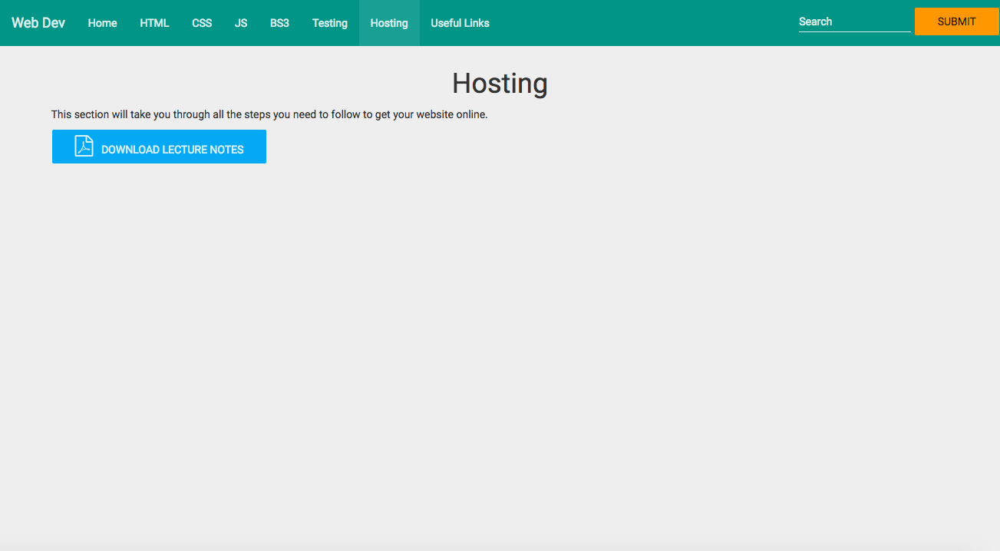 Web Dev Home HTML CSS JS BS3 Testing Hosting Useful Links Search SUBMIT
Hosting
This section will take you through all the steps you need to follow to get your website online.
DOWNLOAD LECTURE NOTES